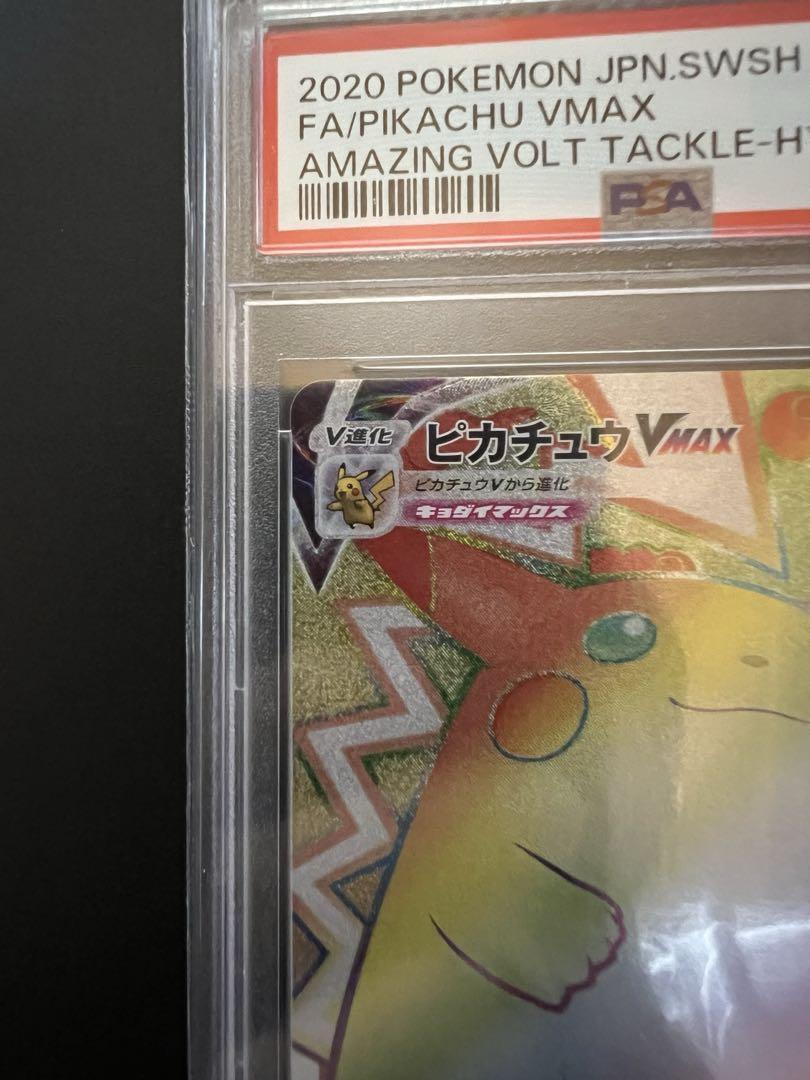 2020 POKEMON JPN.SWSH
FA/PIKACHU VMAX
AMAZING VOLT TACKLE-HY
PSA
V進化
ピカチュウVMAX
ピカチュウVから進化
キョダイマックス